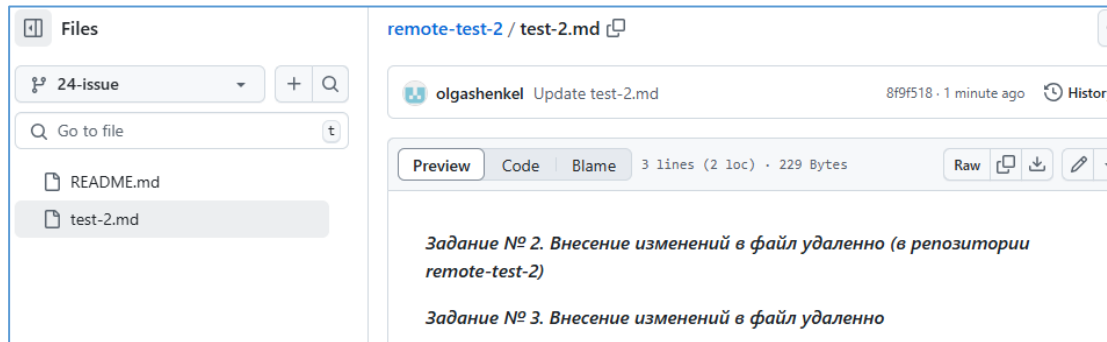 Files
remote-test-2 / test-2.md
24-issue
olgashenkel Update test-2.md 8f9f518 · 1 minute ago Histor
Go to file t
Preview Code Blame 3 lines (2 loc) · 229 Bytes Raw
README.md
test-2.md
Задание № 2. Внесение изменений в файл удаленно (в репозитории
remote-test-2)
Задание № 3. Внесение изменений в файл удаленно